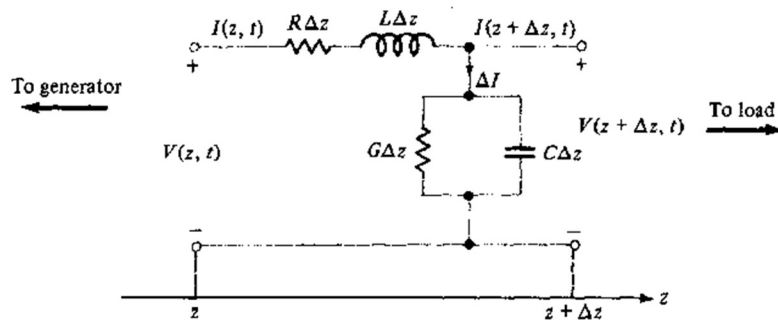 I(z, t) RΔz LΔz I(z + Δz, t)
+ +
To generator ΔI To load
V(z, t) GΔz CΔz V(z + Δz, t)
− −
z z + Δz z